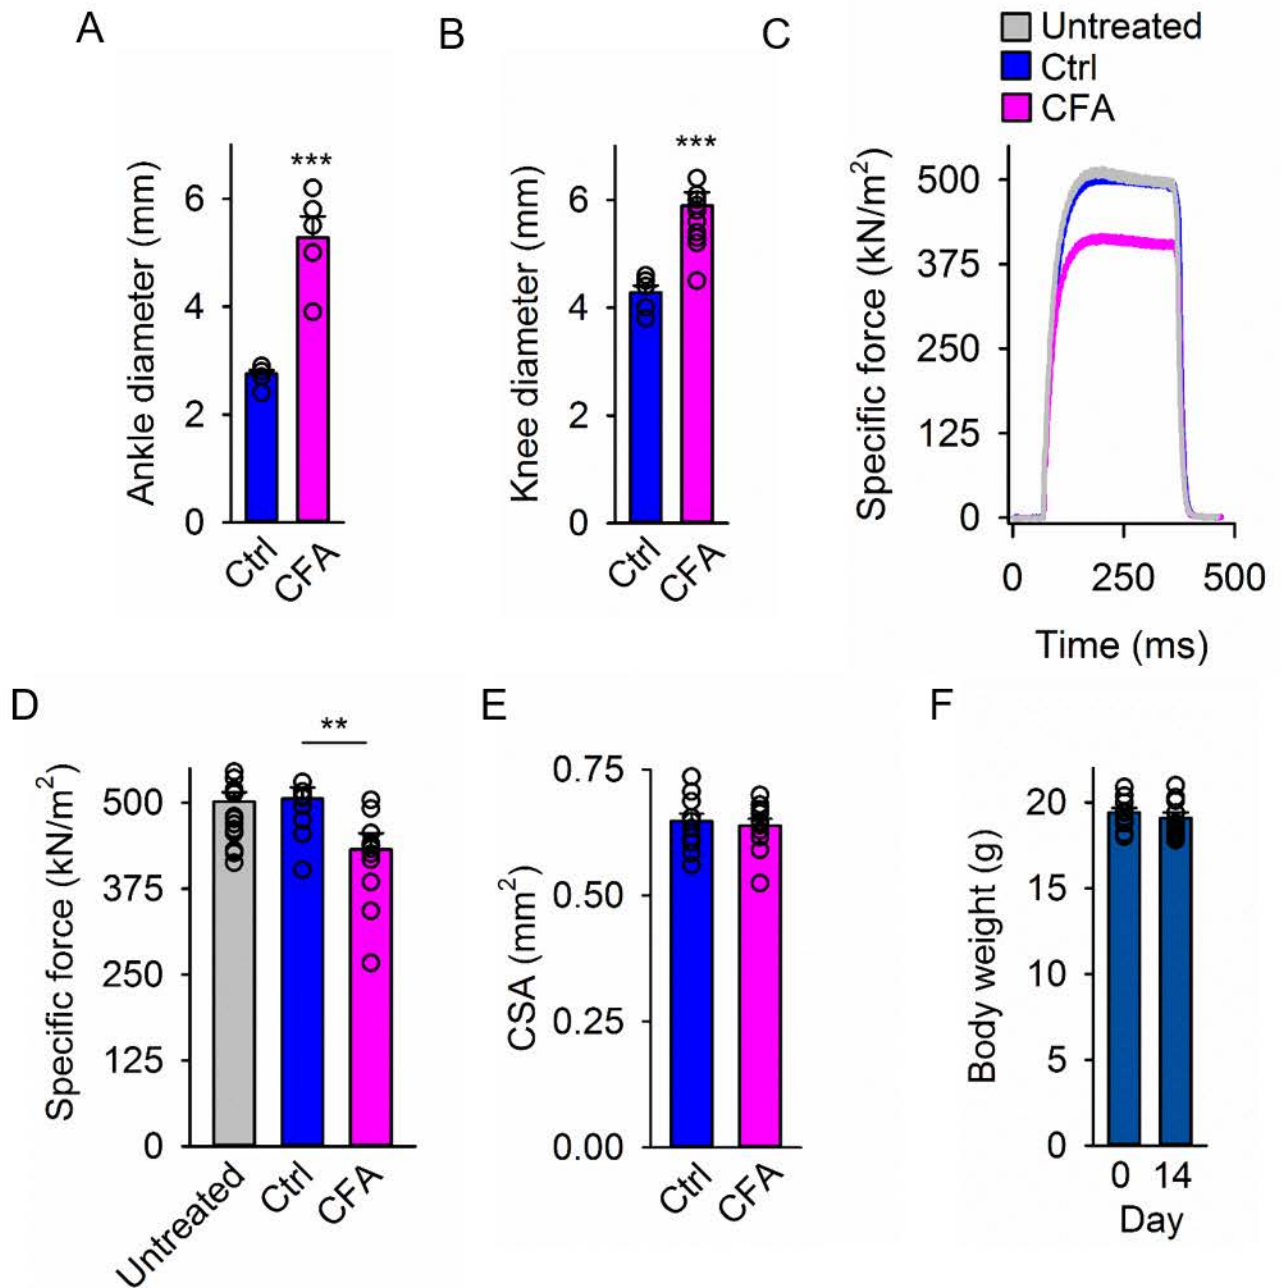 A
Ankle diameter (mm)
6
4
2
0
***
Ctrl
CFA
B
Knee diameter (mm)
6
4
2
0
***
Ctrl
CFA
C
Untreated
Ctrl
CFA
Specific force (kN/m²)
500
375
250
125
0
0 250 500
Time (ms)
D
Specific force (kN/m²)
500
375
250
125
0
**
Untreated
Ctrl
CFA
E
CSA (mm²)
0.75
0.50
0.25
0.00
Ctrl
CFA
F
Body weight (g)
20
15
10
5
0
0 14
Day